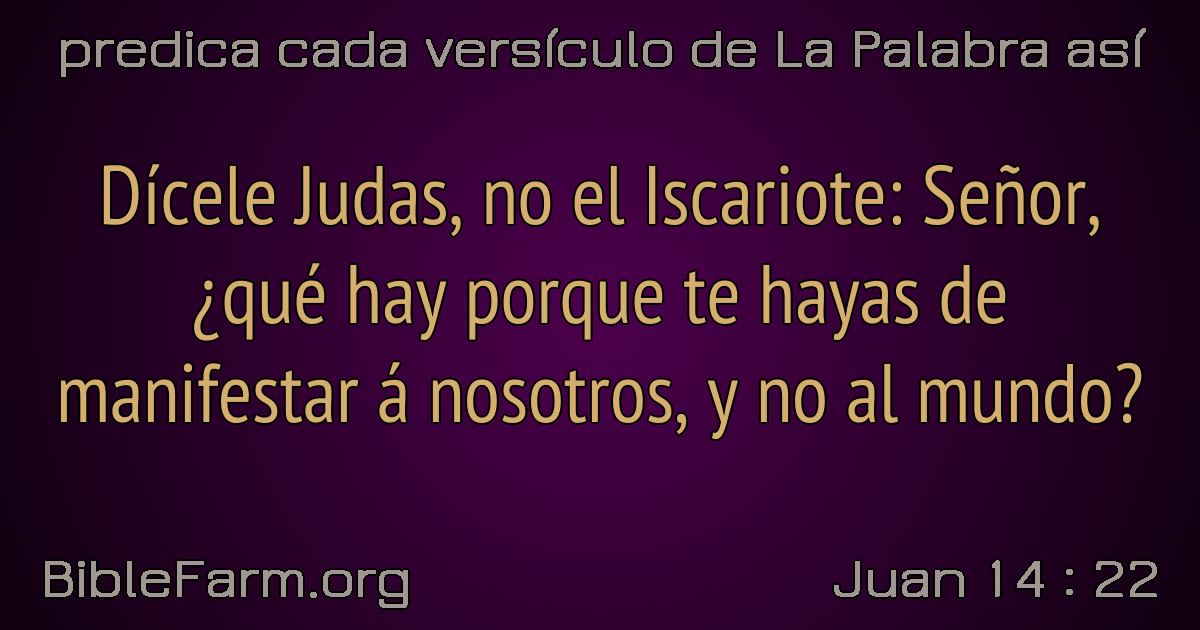 predica cada versículo de La Palabra así
Dícele Judas, no el Iscariote: Señor,
¿qué hay porque te hayas de
manifestar á nosotros, y no al mundo?
BibleFarm.org
Juan 14 : 22